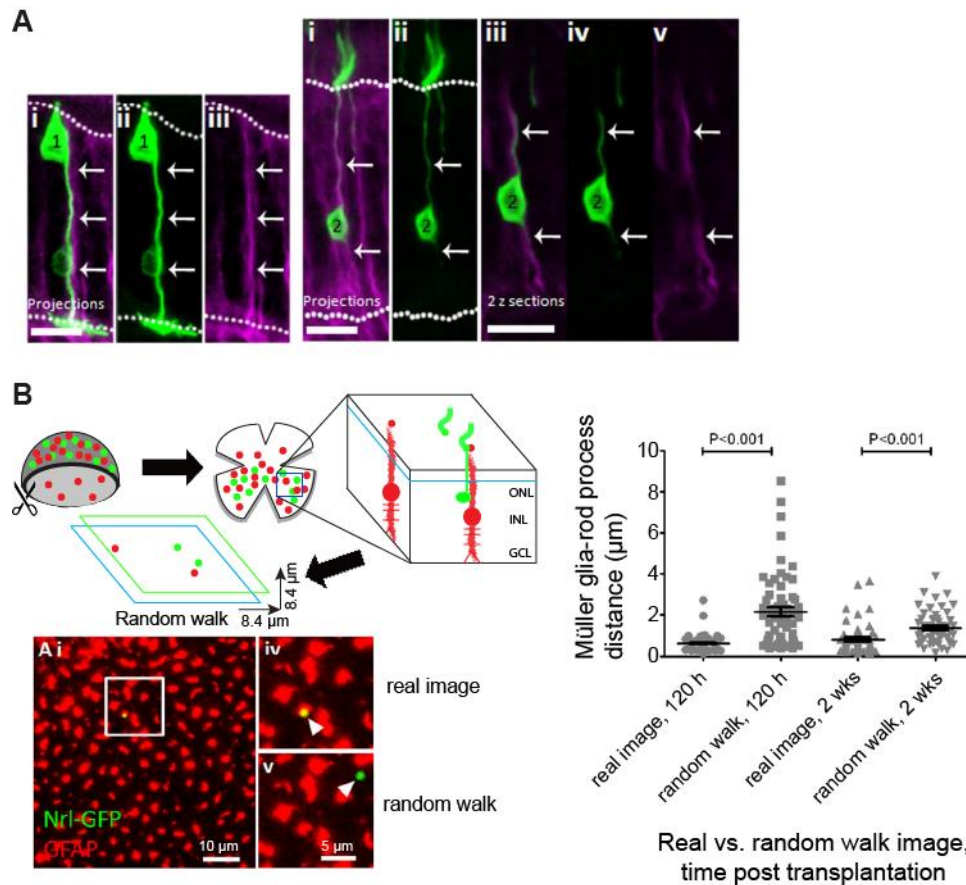 A
i
ii
iii
1
1
Projections
i
ii
2
2
Projections
iii
iv
v
2
2
2 z sections
B
ONL
INL
GCL
8.4 µm
8.4 µm
Random walk
A i
Nrl-GFP
GFAP
10 µm
iv
v
5 µm
real image
random walk
P<0.001
P<0.001
10
8
6
4
2
0
Müller glia-rod process
distance (µm)
real image, 120 h
random walk, 120 h
real image, 2 wks
random walk, 2 wks
Real vs. random walk image,
time post transplantation